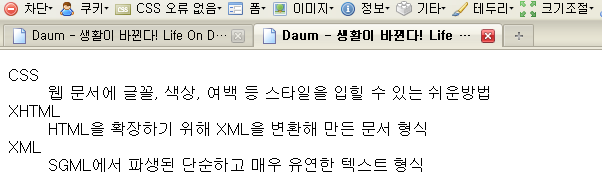 차단 쿠키 CSS 오류 없음 폼 이미지 정보 기타 테두리 크기조절
Daum - 생활이 바뀐다! Life On D... Daum - 생활이 바뀐다! Life ...
CSS
웹 문서에 글꼴, 색상, 여백 등 스타일을 입힐 수 있는 쉬운방법
XHTML
HTML을 확장하기 위해 XML을 변환해 만든 문서 형식
XML
SGML에서 파생된 단순하고 매우 유연한 텍스트 형식